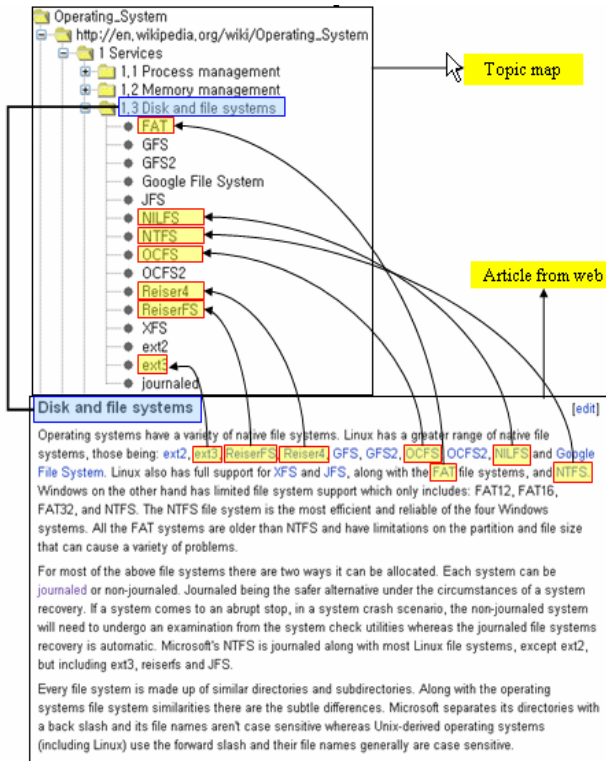 Operating_System
http://en.wikipedia.org/wiki/Operating_System
1 Services
1,1 Process management
1,2 Memory management
1,3 Disk and file systems
FAT
GFS
GFS2
Google File System
JFS
NILFS
NTFS
OCFS
OCFS2
Reiser4
ReiserFS
XFS
ext2
ext3
journaled
Topic map
Article from web
Disk and file systems [edit]
Operating systems have a variety of native file systems. Linux has a greater range of native file
systems, those being: ext2, ext3, ReiserFS, Reiser4, GFS, GFS2, OCFS, OCFS2, NILFS and Google
File System. Linux also has full support for XFS and JFS, along with the FAT file systems, and NTFS.
Windows on the other hand has limited file system support which only includes: FAT12, FAT16,
FAT32, and NTFS. The NTFS file system is the most efficient and reliable of the four Windows
systems. All the FAT systems are older than NTFS and have limitations on the partition and file size
that can cause a variety of problems.
For most of the above file systems there are two ways it can be allocated. Each system can be
journaled or non-journaled. Journaled being the safer alternative under the circumstances of a system
recovery. If a system comes to an abrupt stop, in a system crash scenario, the non-journaled system
will need to undergo an examination from the system check utilities whereas the journaled file systems
recovery is automatic. Microsoft's NTFS is journaled along with most Linux file systems, except ext2,
but including ext3, reiserfs and JFS.
Every file system is made up of similar directories and subdirectories. Along with the operating
systems file system similarities there are the subtle differences. Microsoft separates its directories with
a back slash and its file names aren't case sensitive whereas Unix-derived operating systems
(including Linux) use the forward slash and their file names generally are case sensitive.